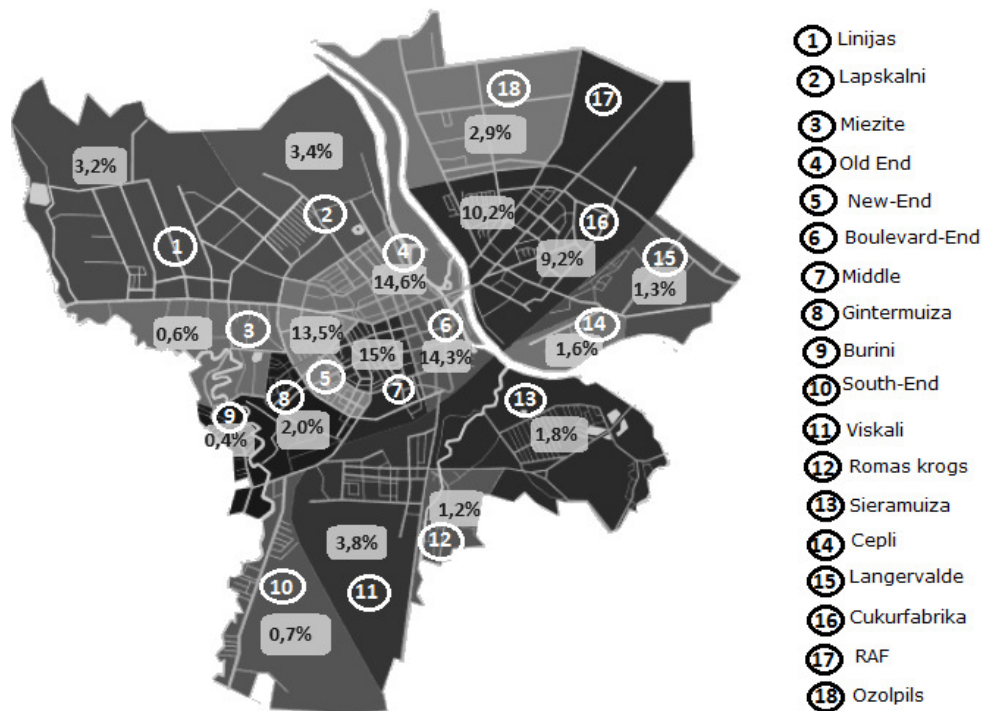 1 Linijas
2 Lapskalni
3 Miezite
4 Old End
5 New-End
6 Boulevard-End
7 Middle
8 Gintermuiza
9 Burini
10 South-End
11 Viskali
12 Romas krogs
13 Sieramuiza
14 Cepli
15 Langervalde
16 Cukurfabrika
17 RAF
18 Ozolpils
18
17
2,9%
3,2%
3,4%
10,2%
2
16
1
4
9,2%
15
14,6%
1,3%
0,6%
3
13,5%
6
14
15%
14,3%
1,6%
5
8
7
13
9
0,4%
2,0%
1,8%
1,2%
3,8%
12
10
11
0,7%